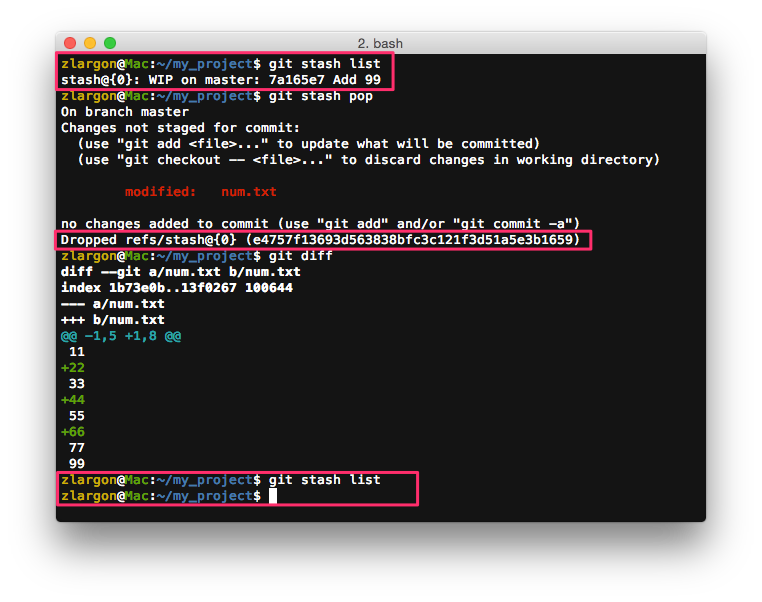 2. bash
zlargon@Mac:~/my_project$ git stash list
stash@{0}: WIP on master: 7a165e7 Add 99
zlargon@Mac:~/my_project$ git stash pop
On branch master
Changes not staged for commit:
  (use "git add <file>..." to update what will be committed)
  (use "git checkout -- <file>..." to discard changes in working directory)
        modified:   num.txt
no changes added to commit (use "git add" and/or "git commit -a")
Dropped refs/stash@{0} (e4757f13693d563838bfc3c121f3d51a5e3b1659)
zlargon@Mac:~/my_project$ git diff
diff --git a/num.txt b/num.txt
index 1b73e0b..13f0267 100644
--- a/num.txt
+++ b/num.txt
@@ -1,5 +1,8 @@
 11
+22
 33
+44
 55
+66
 77
 99
zlargon@Mac:~/my_project$ git stash list
zlargon@Mac:~/my_project$